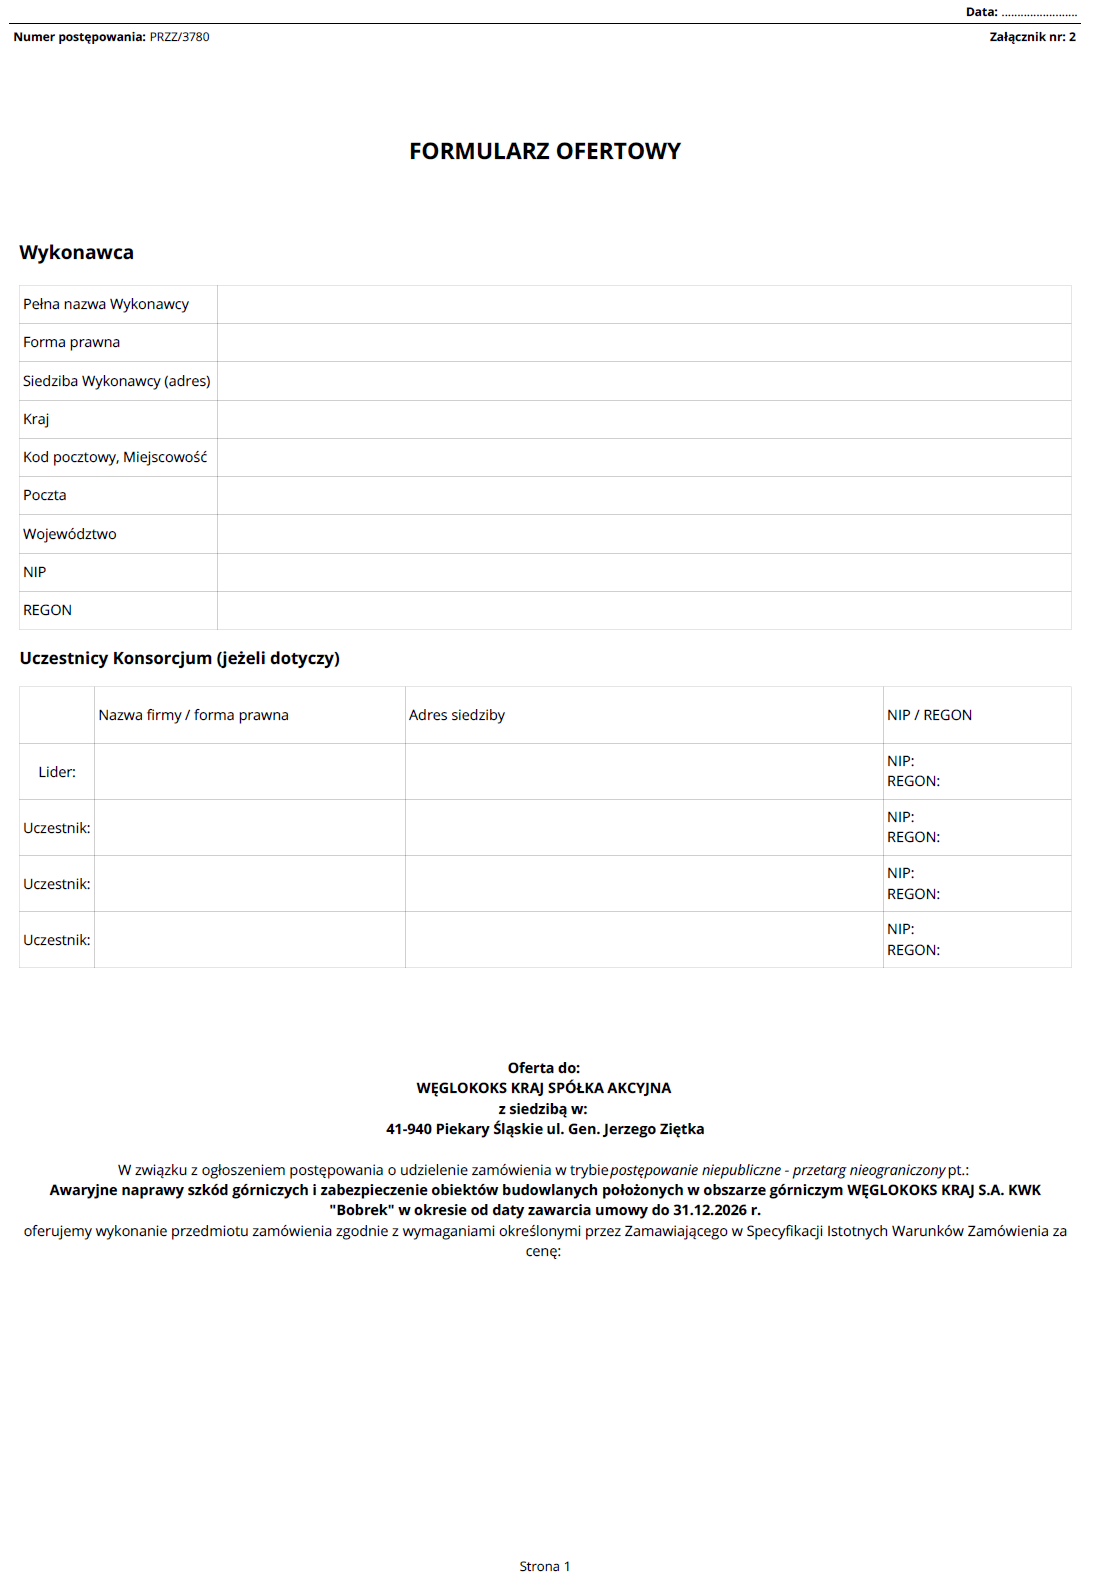 Data: ........................
Numer postępowania: PRZZ/3780
Załącznik nr: 2
FORMULARZ OFERTOWY
Wykonawca
Pełna nazwa Wykonawcy
Forma prawna
Siedziba Wykonawcy (adres)
Kraj
Kod pocztowy, Miejscowość
Poczta
Województwo
NIP
REGON
Uczestnicy Konsorcjum (jeżeli dotyczy)
Nazwa firmy / forma prawna
Adres siedziby
NIP / REGON
Lider:
NIP:
REGON:
Uczestnik:
NIP:
REGON:
Uczestnik:
NIP:
REGON:
Uczestnik:
NIP:
REGON:
Oferta do:
WĘGLOKOKS KRAJ SPÓŁKA AKCYJNA
z siedzibą w:
41-940 Piekary Śląskie ul. Gen. Jerzego Ziętka
W związku z ogłoszeniem postępowania o udzielenie zamówienia w trybie postępowanie niepubliczne - przetarg nieograniczony pt.:
Awaryjne naprawy szkód górniczych i zabezpieczenie obiektów budowlanych położonych w obszarze górniczym WĘGLOKOKS KRAJ S.A. KWK
"Bobrek" w okresie od daty zawarcia umowy do 31.12.2026 r.
oferujemy wykonanie przedmiotu zamówienia zgodnie z wymaganiami określonymi przez Zamawiającego w Specyfikacji Istotnych Warunków Zamówienia za
cenę:
Strona 1